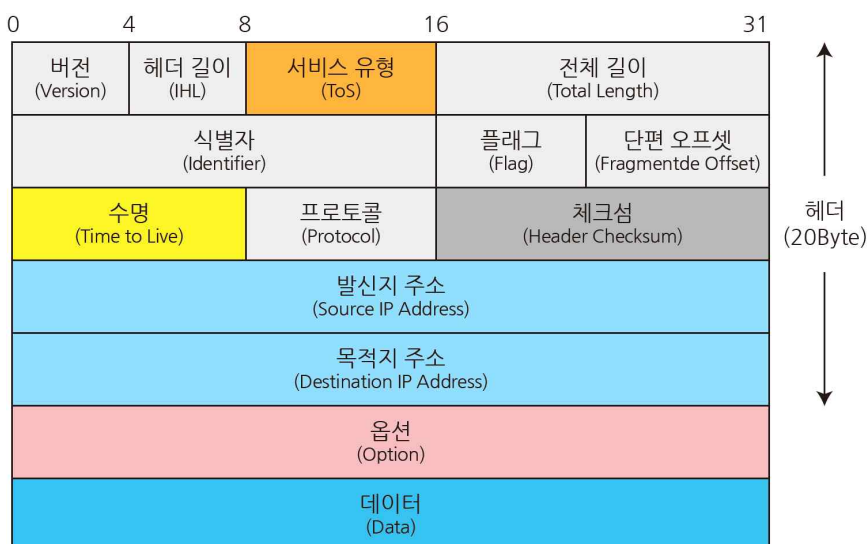 0 4 8 16 31
버전 헤더 길이 서비스 유형 전체 길이
(Version) (IHL) (ToS) (Total Length)
식별자 플래그 단편 오프셋
(Identifier) (Flag) (Fragmentde Offset)
수명 프로토콜 체크섬 헤더
(Time to Live) (Protocol) (Header Checksum) (20Byte)
발신지 주소
(Source IP Address)
목적지 주소
(Destination IP Address)
옵션
(Option)
데이터
(Data)